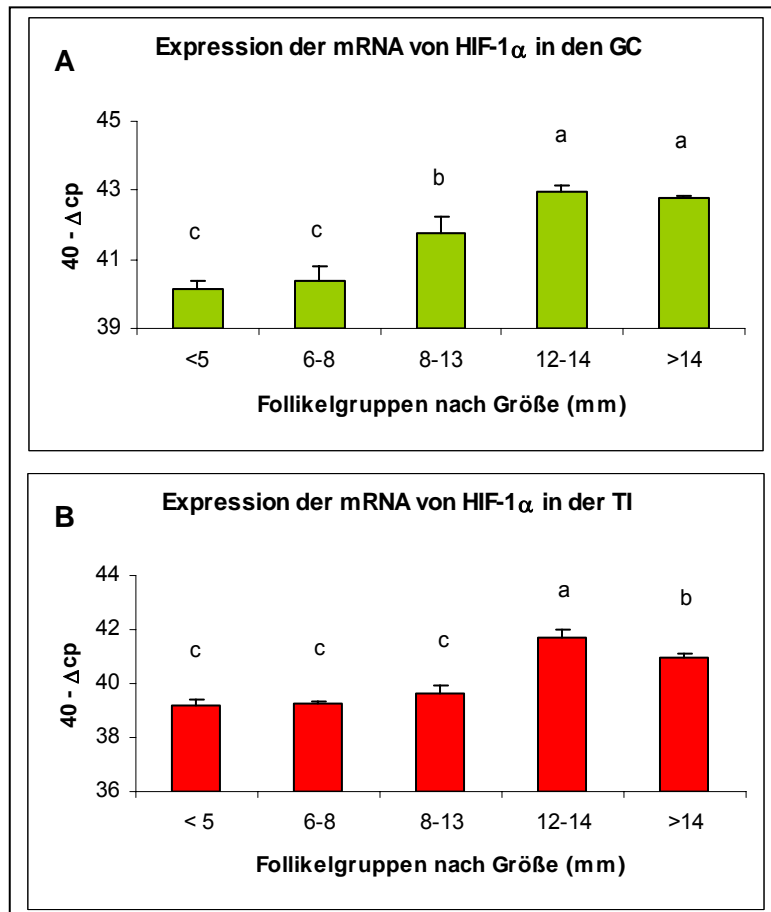 A
Expression der mRNA von HIF-1α in den GC
40 - Δcp
45
43
41
39
c
c
b
a
a
<5
6-8
8-13
12-14
>14
Follikelgruppen nach Größe (mm)
B
Expression der mRNA von HIF-1α in der TI
40 - Δcp
44
42
40
38
36
c
c
c
a
b
< 5
6-8
8-13
12-14
>14
Follikelgruppen nach Größe (mm)